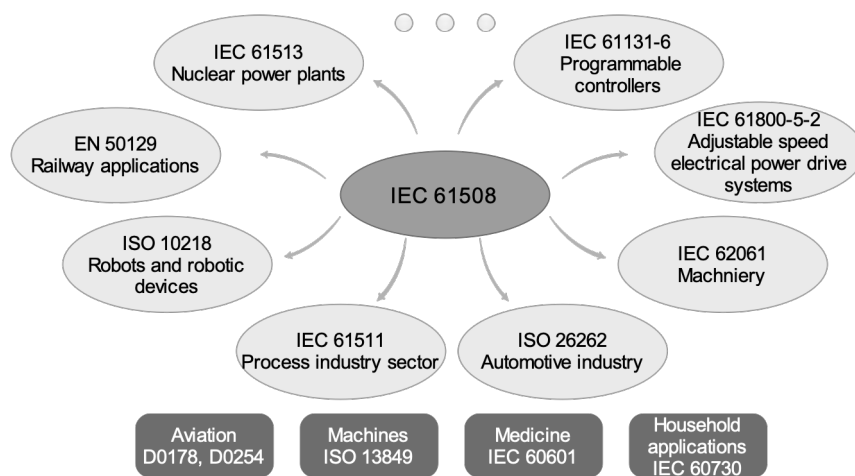 IEC 61513
Nuclear power plants
IEC 61131-6
Programmable
controllers
EN 50129
Railway applications
IEC 61800-5-2
Adjustable speed
electrical power drive
systems
IEC 61508
ISO 10218
Robots and robotic
devices
IEC 62061
Machniery
IEC 61511
Process industry sector
ISO 26262
Automotive industry
Aviation
D0178, D0254
Machines
ISO 13849
Medicine
IEC 60601
Household
applications
IEC 60730